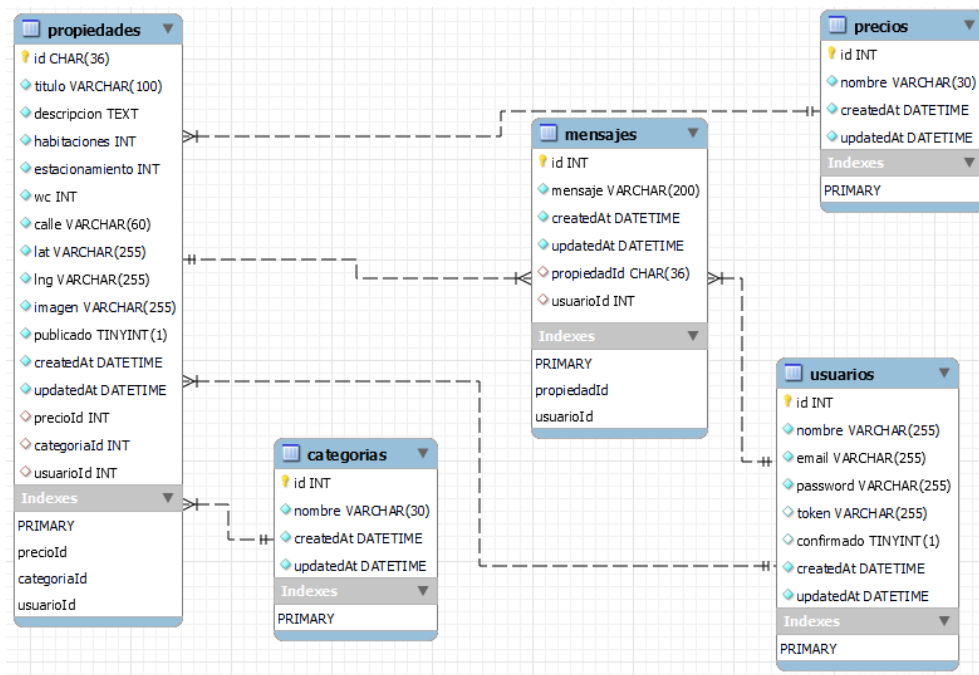 propiedades
id CHAR(36)
titulo VARCHAR(100)
descripcion TEXT
habitaciones INT
estacionamiento INT
wc INT
calle VARCHAR(60)
lat VARCHAR(255)
lng VARCHAR(255)
imagen VARCHAR(255)
publicado TINYINT(1)
createdAt DATETIME
updatedAt DATETIME
precioId INT
categoriaId INT
usuarioId INT
Indexes
PRIMARY
precioId
categoriaId
usuarioId
categorias
id INT
nombre VARCHAR(30)
createdAt DATETIME
updatedAt DATETIME
Indexes
PRIMARY
mensajes
id INT
mensaje VARCHAR(200)
createdAt DATETIME
updatedAt DATETIME
propiedadId CHAR(36)
usuarioId INT
Indexes
PRIMARY
propiedadId
usuarioId
precios
id INT
nombre VARCHAR(30)
createdAt DATETIME
updatedAt DATETIME
Indexes
PRIMARY
usuarios
id INT
nombre VARCHAR(255)
email VARCHAR(255)
password VARCHAR(255)
token VARCHAR(255)
confirmado TINYINT(1)
createdAt DATETIME
updatedAt DATETIME
Indexes
PRIMARY